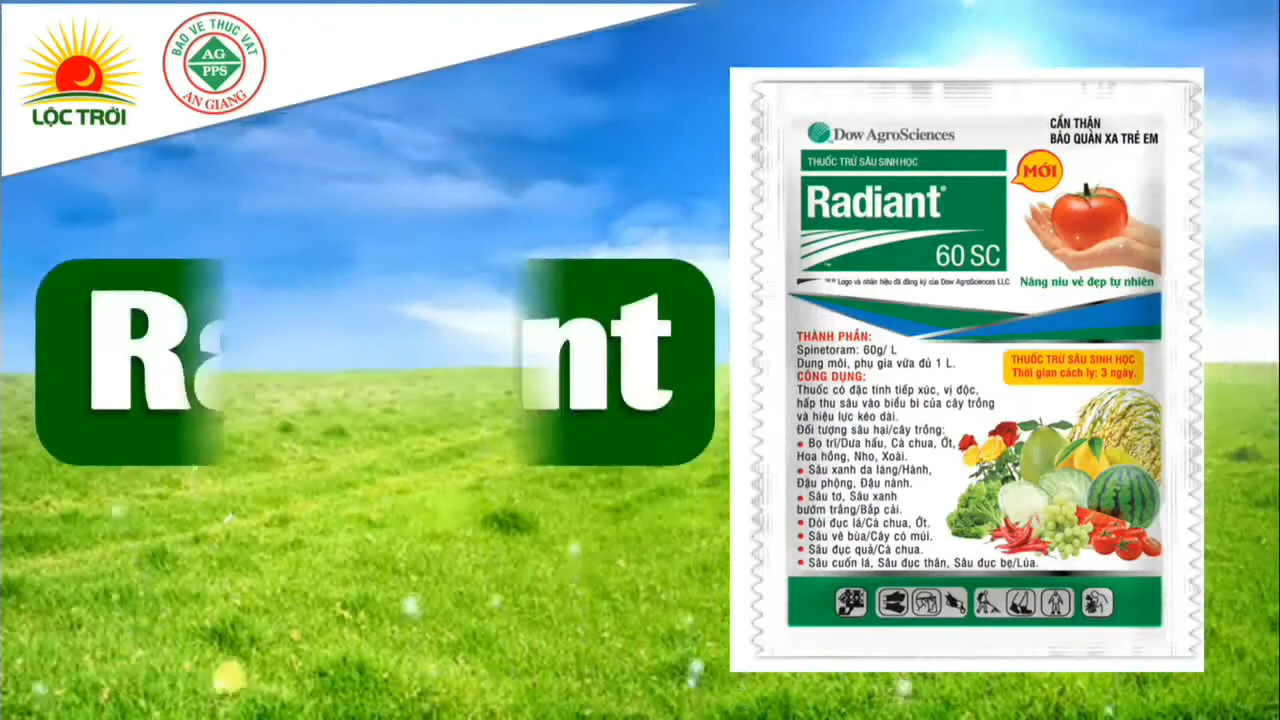 LỘC TRỜI
BẢO VỆ THỰC VẬT
AG
PPS
AN GIANG
Ra
nt
Dow AgroSciences
CẨN THẬN
BẢO QUẢN XA TRẺ EM
THUỐC TRỪ SÂU SINH HỌC
MỚI
Radiant®
60 SC
™ ® Logo và nhãn hiệu đã đăng ký của Dow AgroSciences LLC.
Nâng niu vẻ đẹp tự nhiên
THÀNH PHẦN:
Spinetoram: 60g/ L
Dung môi, phụ gia vừa đủ 1 L.
CÔNG DỤNG:
Thuốc có đặc tính tiếp xúc, vị độc,
hấp thu sâu vào biểu bì của cây trồng
và hiệu lực kéo dài.
Đối tượng sâu hại/cây trồng:
• Bọ trĩ/Dưa hấu, Cà chua, Ớt,
Hoa hồng, Nho, Xoài.
• Sâu xanh da láng/Hành,
Đậu phộng, Đậu nành.
• Sâu tơ, Sâu xanh
bướm trắng/Bắp cải.
• Dòi đục lá/Cà chua, Ớt.
• Sâu vẽ bùa/Cây có múi.
• Sâu đục quả/Cà chua.
• Sâu cuốn lá, Sâu đục thân, Sâu đục bẹ/Lúa.
THUỐC TRỪ SÂU SINH HỌC
Thời gian cách ly: 3 ngày.